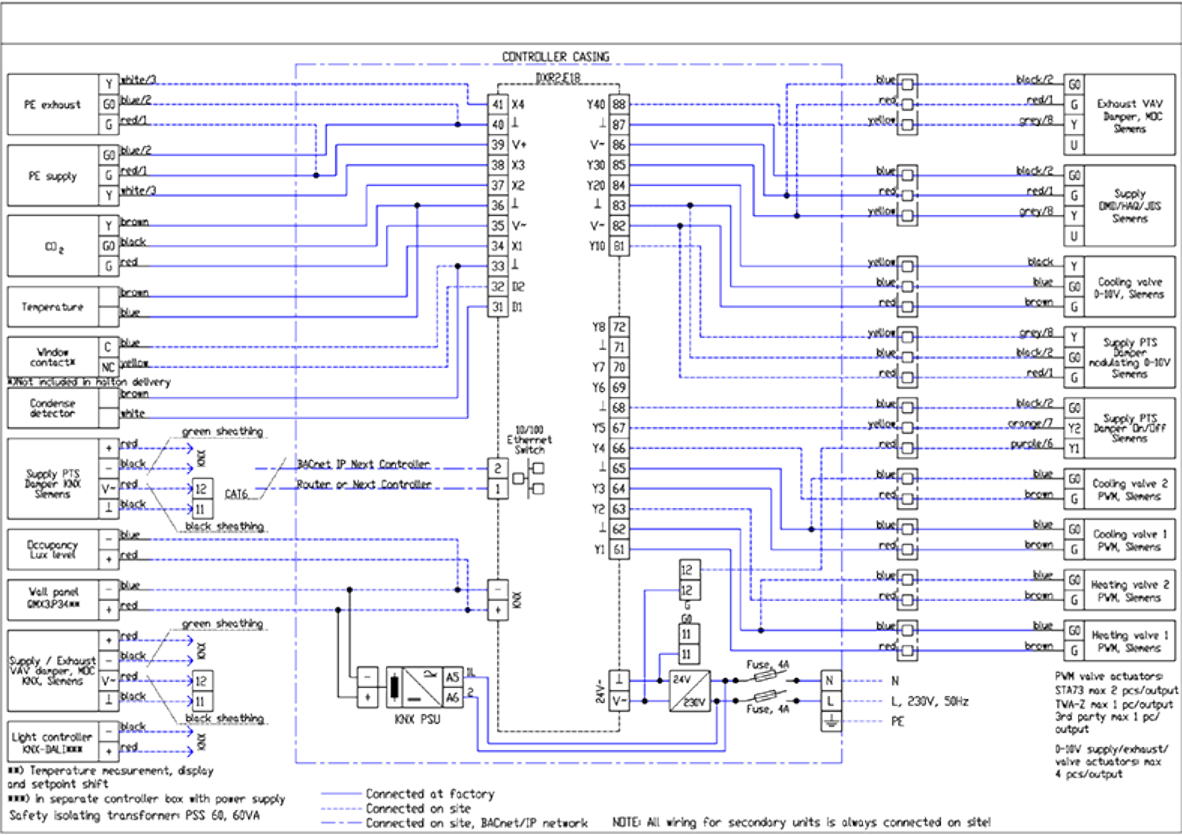 CONTROLLER CASING
DXR2.E18
PE exhaust
Y white/3
G0 blue/2
G red/1
PE supply
G0 blue/2
G red/1
Y white/3
CO2
Y brown
G0 black
G red
Temperature
brown
blue
Window
contact*
C blue
NC yellow
*)Not included in halton delivery
Condense
detector
brown
white
Supply PTS
Damper KNX
Siemens
+ red
- black
V~ red
⊥ black
green sheathing
KNX
12
11
black sheathing
CAT6
BACnet IP Next Controller
Router or Next Controller
Occupancy
Lux level
- blue
+ red
Wall panel
QMX3.P34**
- blue
+ red
Supply / Exhaust
VAV damper, MDC
KNX, Siemens
+ red
- black
V~ red
⊥ black
green sheathing
KNX
12
11
black sheathing
Light controller
KNX-DALI***
- black
+ red
KNX
**) Temperature measurement, display
and setpoint shift
***) in separate controller box with power supply
Safety isolating transformer: PSS 60, 60VA
41 X4
40 ⊥
39 V+
38 X3
37 X2
36 ⊥
35 V~
34 X1
33 ⊥
32 D2
31 D1
10/100
Ethernet
Switch
2
1
- +
KNX
Y40 88
⊥ 87
V~ 86
Y30 85
Y20 84
⊥ 83
V~ 82
Y10 81
Y8 72
⊥ 71
Y7 70
Y6 69
⊥ 68
Y5 67
Y4 66
⊥ 65
Y3 64
Y2 63
⊥ 62
Y1 61
12
12
G
G0
11
11
24V~
⊥
V~
24V
230V
Fuse, 4A
Fuse, 4A
N N
L L, 230V, 50Hz
PE
- +
A5 1L
A6 2
KNX PSU
blue black/2 G0
red red/1 G
yellow grey/8 Y
U
Exhaust VAV
Damper, MDC
Siemens
blue black/2 G0
red red/1 G
yellow grey/8 Y
U
Supply
OMD/HAQ/JDS
Siemens
yellow black Y
blue blue G0
red brown G
Cooling valve
0-10V, Siemens
yellow grey/8 Y
blue black/2 G0
red red/1 G
Supply PTS
Damper
modulating 0-10V
Siemens
blue black/2 G0
yellow orange/7 Y2
red purple/6 Y1
Supply PTS
Damper On/Off
Siemens
blue blue G0
red brown G
Cooling valve 2
PWM, Siemens
blue blue G0
red brown G
Cooling valve 1
PWM, Siemens
blue blue G0
red brown G
Heating valve 2
PWM, Siemens
blue blue G0
red brown G
Heating valve 1
PWM, Siemens
PWM valve actuators:
STA73 max 2 pcs/output
TWA-Z max 1 pc/output
3rd party max 1 pc/
output
0-10V supply/exhaust/
valve actuators: max
4 pcs/output
Connected at factory
Connected on site
Connected on site, BACnet/IP network
NOTE: All wiring for secondary units is always connected on site!